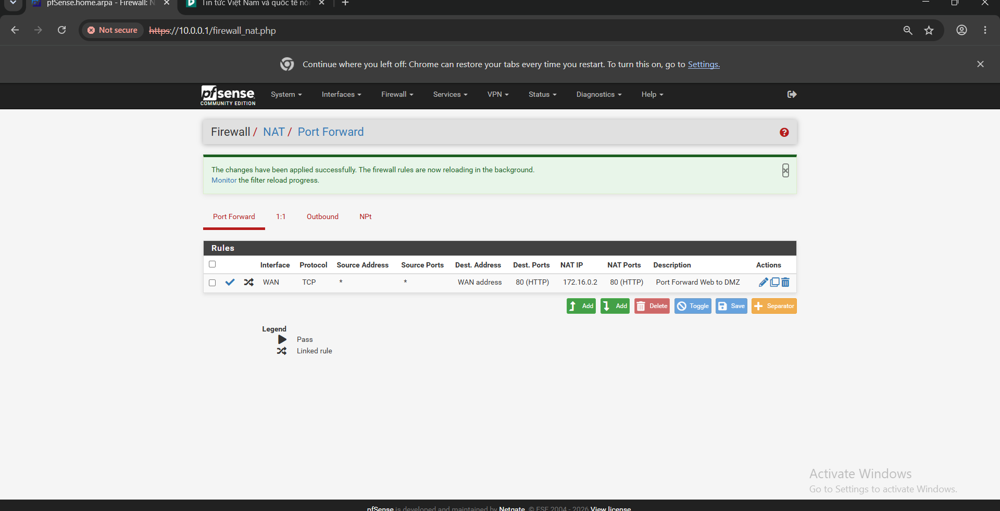 pfSense.home.arpa - Firewall: N
Tin tức Việt Nam và quốc tế nó
Not secure
https://10.0.0.1/firewall_nat.php
Continue where you left off: Chrome can restore your tabs every time you restart. To turn this on, go to Settings.
pfsense
COMMUNITY EDITION
System
Interfaces
Firewall
Services
VPN
Status
Diagnostics
Help
Firewall / NAT / Port Forward
The changes have been applied successfully. The firewall rules are now reloading in the background.
Monitor the filter reload progress.
Port Forward 1:1 Outbound NPt
Rules
Interface Protocol Source Address Source Ports Dest. Address Dest. Ports NAT IP NAT Ports Description Actions
WAN TCP * * WAN address 80 (HTTP) 172.16.0.2 80 (HTTP) Port Forward Web to DMZ
Add Add Delete Toggle Save Separator
Legend
Pass
Linked rule
Activate Windows
Go to Settings to activate Windows.
pfSense is developed and maintained by Netgate. © ESF 2004 - 2026 View license.